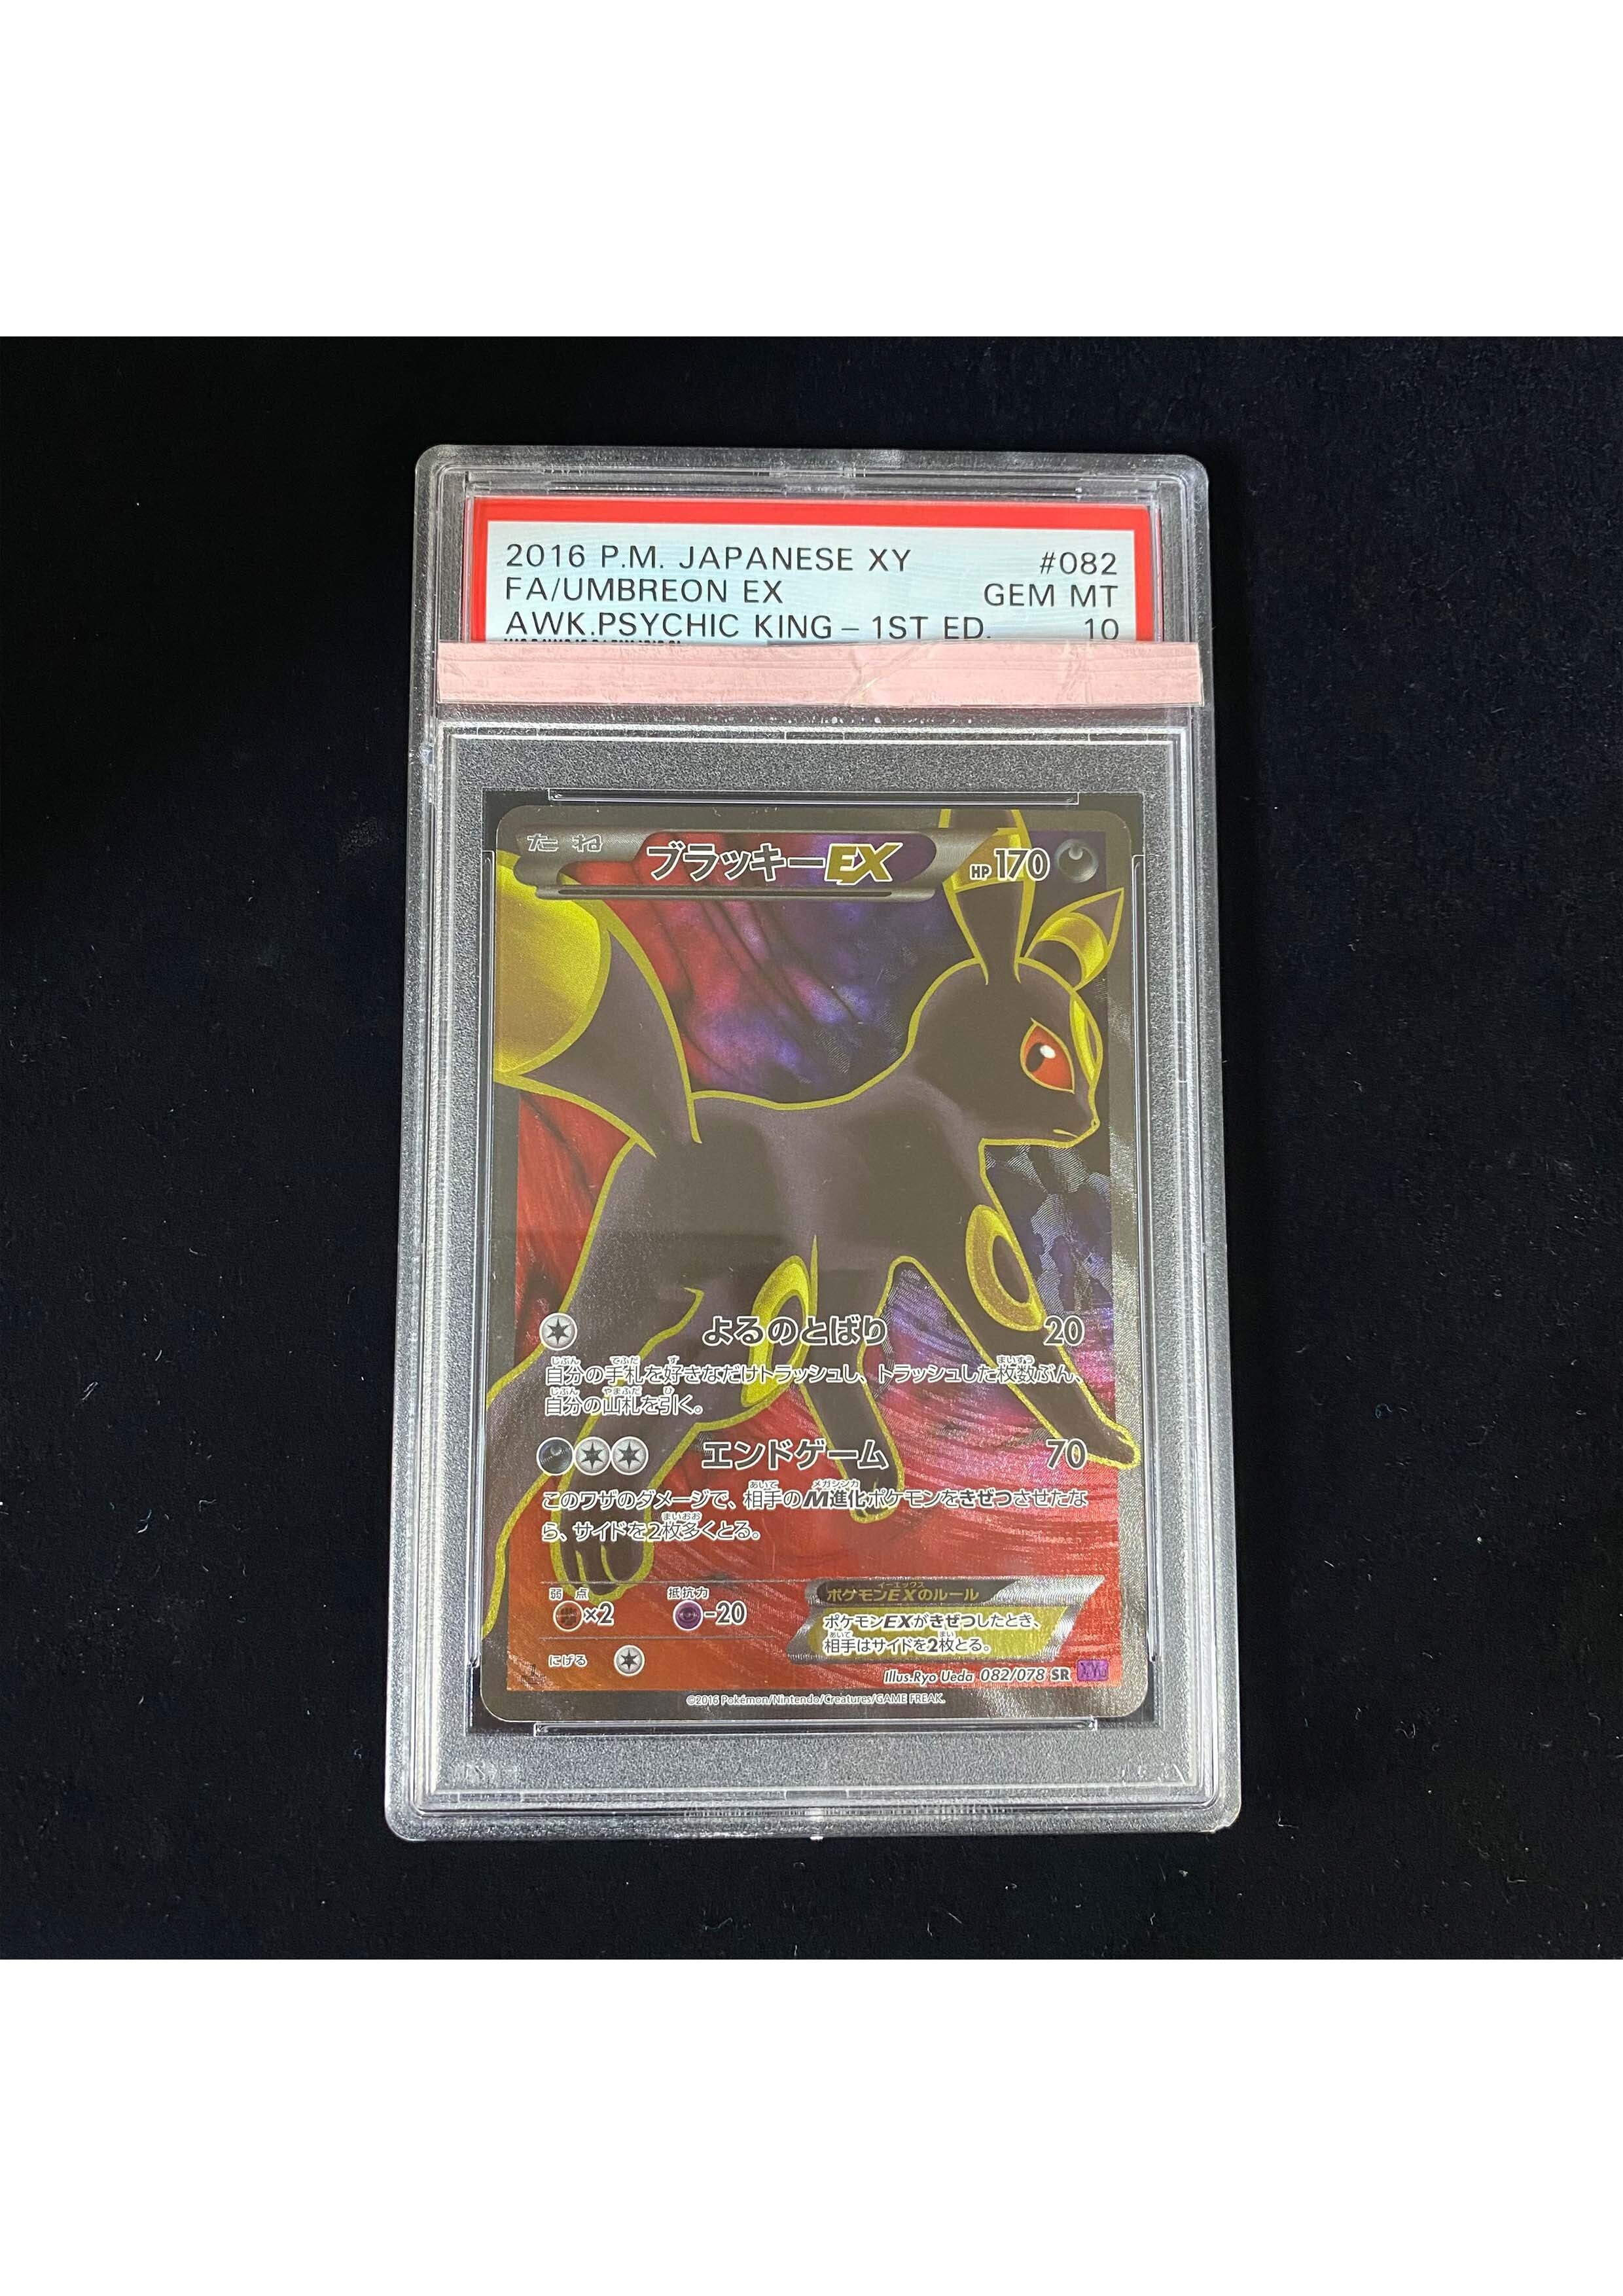 2016 P.M. JAPANESE XY #082
FA/UMBREON EX GEM MT
AWK.PSYCHIC KING – 1ST ED. 10
たね ブラッキーEX HP170
よるのとばり 20
自分の手札を好きなだけトラッシュし、トラッシュした枚数ぶん、
自分の山札を引く。
エンドゲーム 70
このワザのダメージで、相手のM進化ポケモンをきぜつさせたな
ら、サイドを2枚多くとる。
弱点 抵抗力 ポケモンEXのルール
×2 -20 ポケモンEXがきぜつしたとき、
相手はサイドを2枚とる。
にげる
Illus.Ryo Ueda 082/078 SR
©2016 Pokémon/Nintendo/Creatures/GAME FREAK.